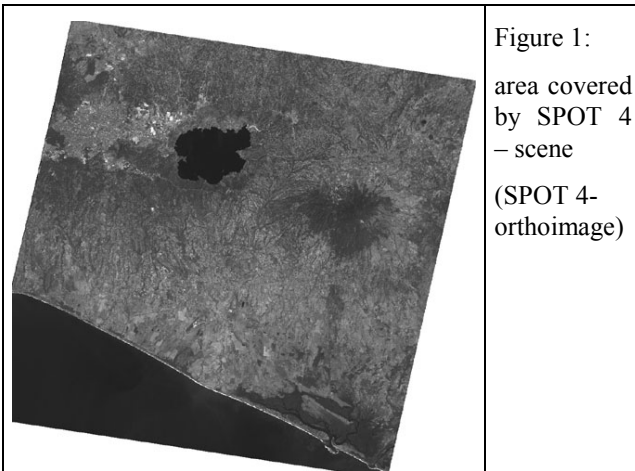 Figure 1:
area covered
by SPOT 4
– scene
(SPOT 4-
orthoimage)